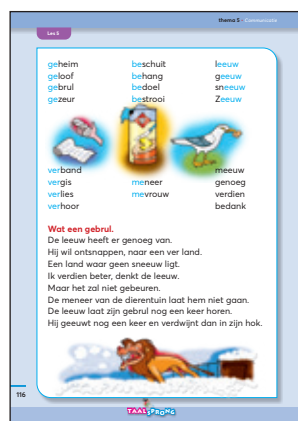 thema 5 - Communicatie
Les 5
geheim beschuit leeuw
geloof behang geeuw
gebrul bedoel sneeuw
gezeur bestrooi Zeeuw
verband meeuw
vergis meneer genoeg
verlies mevrouw verdien
verhoor bedank
Wat een gebrul.
De leeuw heeft er genoeg van.
Hij wil ontsnappen, naar een ver land.
Een land waar geen sneeuw ligt.
Ik verdien beter, denkt de leeuw.
Maar het zal niet gebeuren.
De meneer van de dierentuin laat hem niet gaan.
De leeuw laat zijn gebrul nog een keer horen.
Hij geeuwt nog een keer en verdwijnt dan in zijn hok.
116
TAALSPRONG